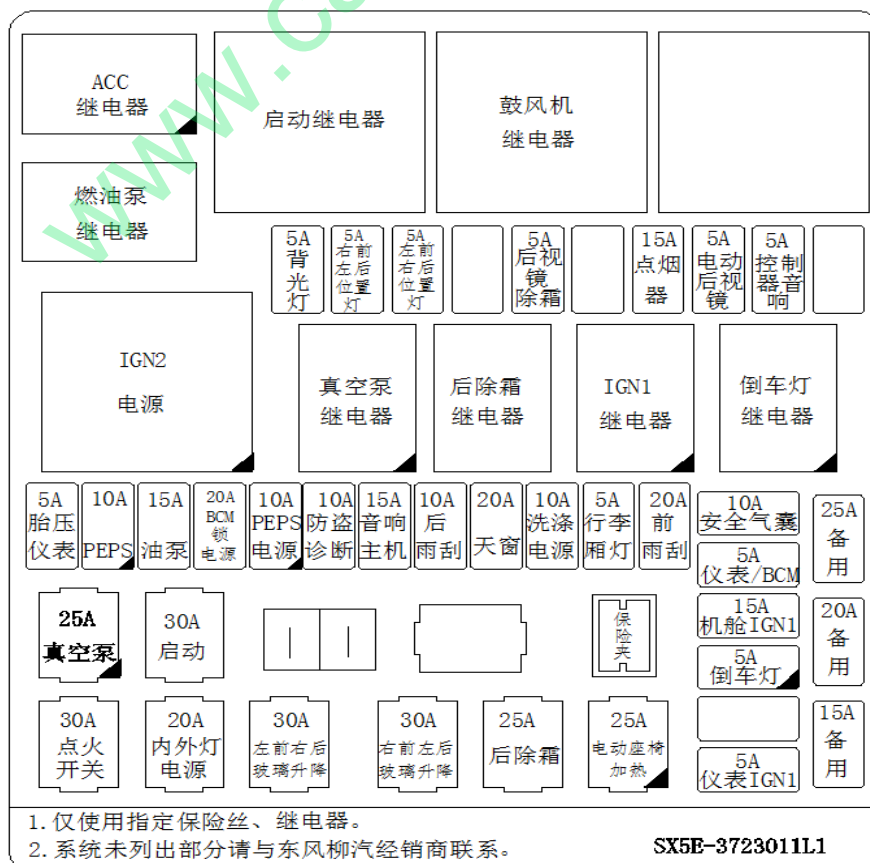 ACC
继电器
启动继电器
鼓风机
继电器
燃油泵
继电器
5A
背
光
灯
5A
右前
左后
位置
灯
5A
左前
右后
位置
灯
5A
后视
镜
除霜
15A
点烟
器
5A
电动
后视
镜
5A
控制
器音
响
IGN2
电源
真空泵
继电器
后除霜
继电器
IGN1
继电器
倒车灯
继电器
5A
胎压
仪表
10A
PEPS
15A
油泵
20A
BCM
锁
电源
10A
PEPS
电源
10A
防盗
诊断
15A
音响
主机
10A
后
雨刮
20A
天窗
10A
洗涤
电源
5A
行李
厢灯
20A
前
雨刮
10A
安全气囊
25A
备
用
5A
仪表/BCM
25A
真空泵
30A
启动
保
险
夹
15A
机舱IGN1
20A
备
用
5A
倒车灯
30A
点火
开关
20A
内外灯
电源
30A
左前右后
玻璃升降
30A
右前左后
玻璃升降
25A
后除霜
25A
电动座椅
加热
15A
备
用
5A
仪表IGN1
1.仅使用指定保险丝、继电器。
2.系统未列出部分请与东风柳汽经销商联系。
SX5E-3723011L1